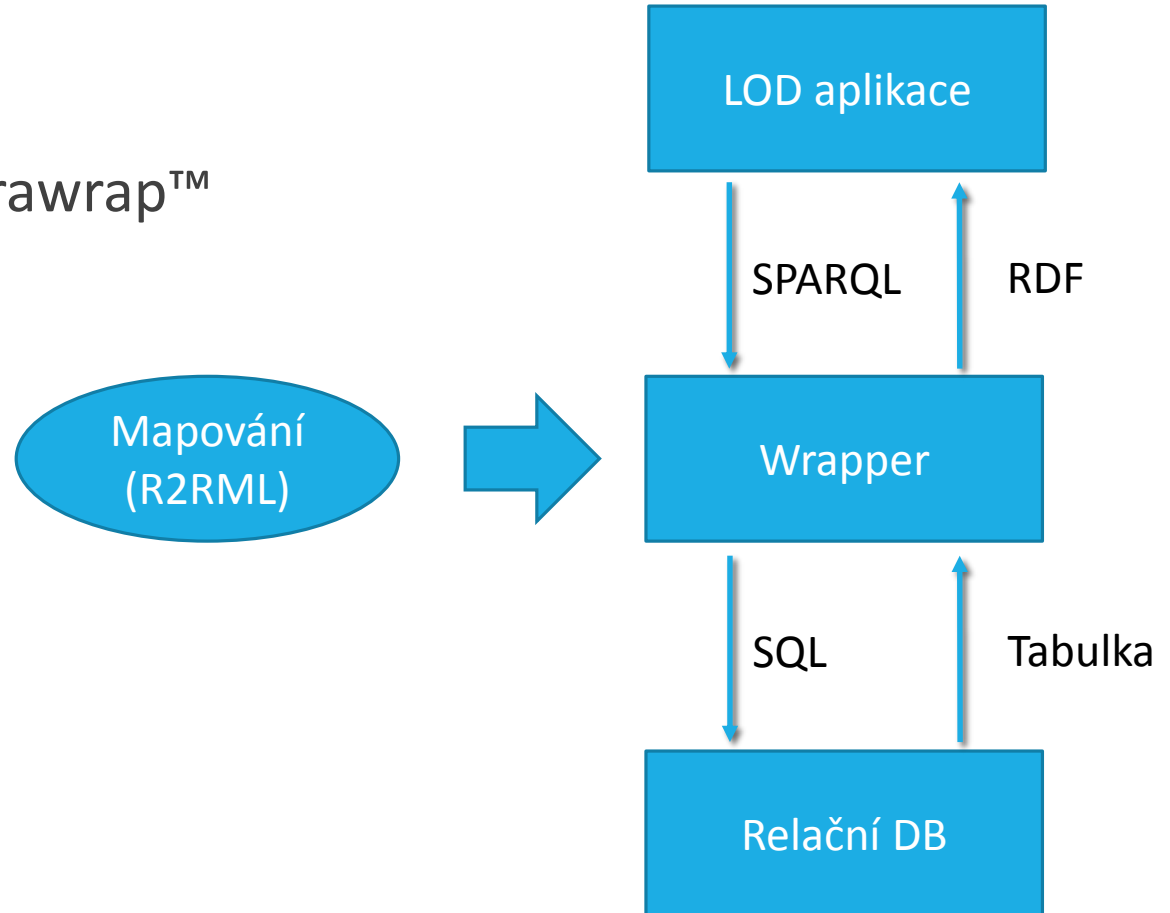 LOD aplikace
rawrap™
SPARQL
RDF
Mapování
(R2RML)
Wrapper
SQL
Tabulka
Relační DB